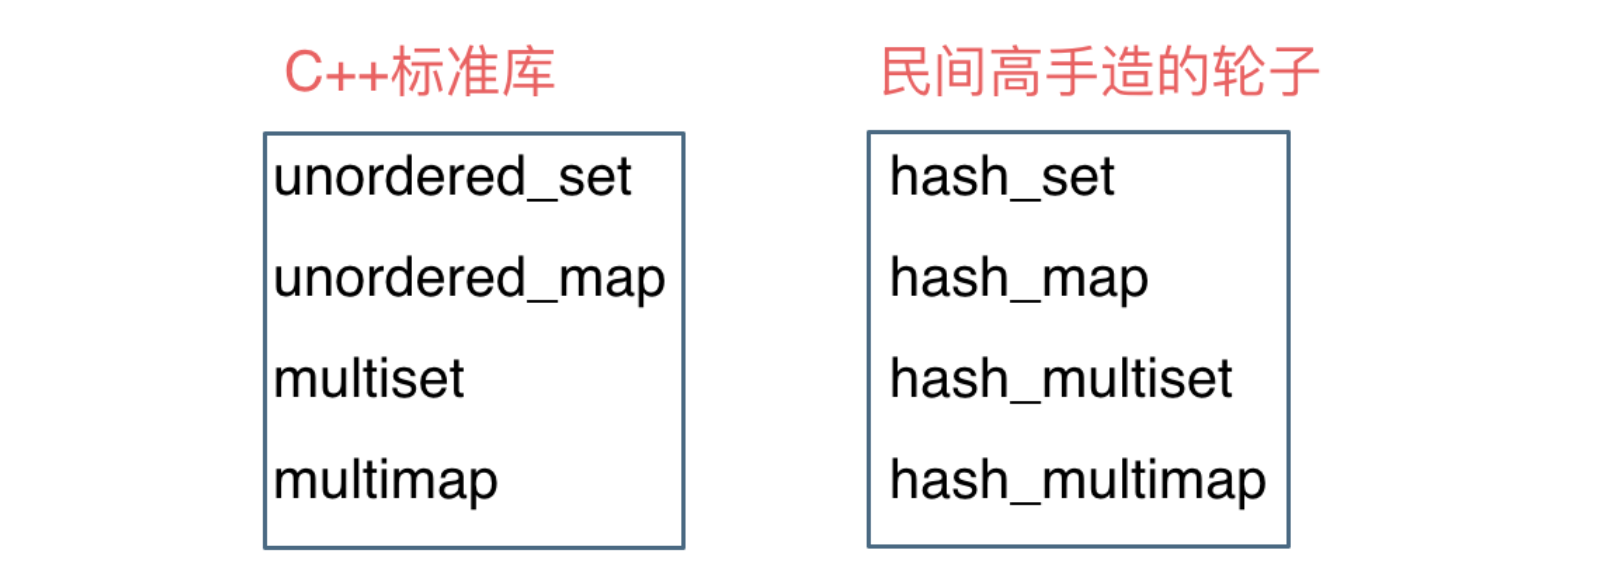 C++标准库
unordered_set
unordered_map
multiset
multimap
民间高手造的轮子
hash_set
hash_map
hash_multiset
hash_multimap